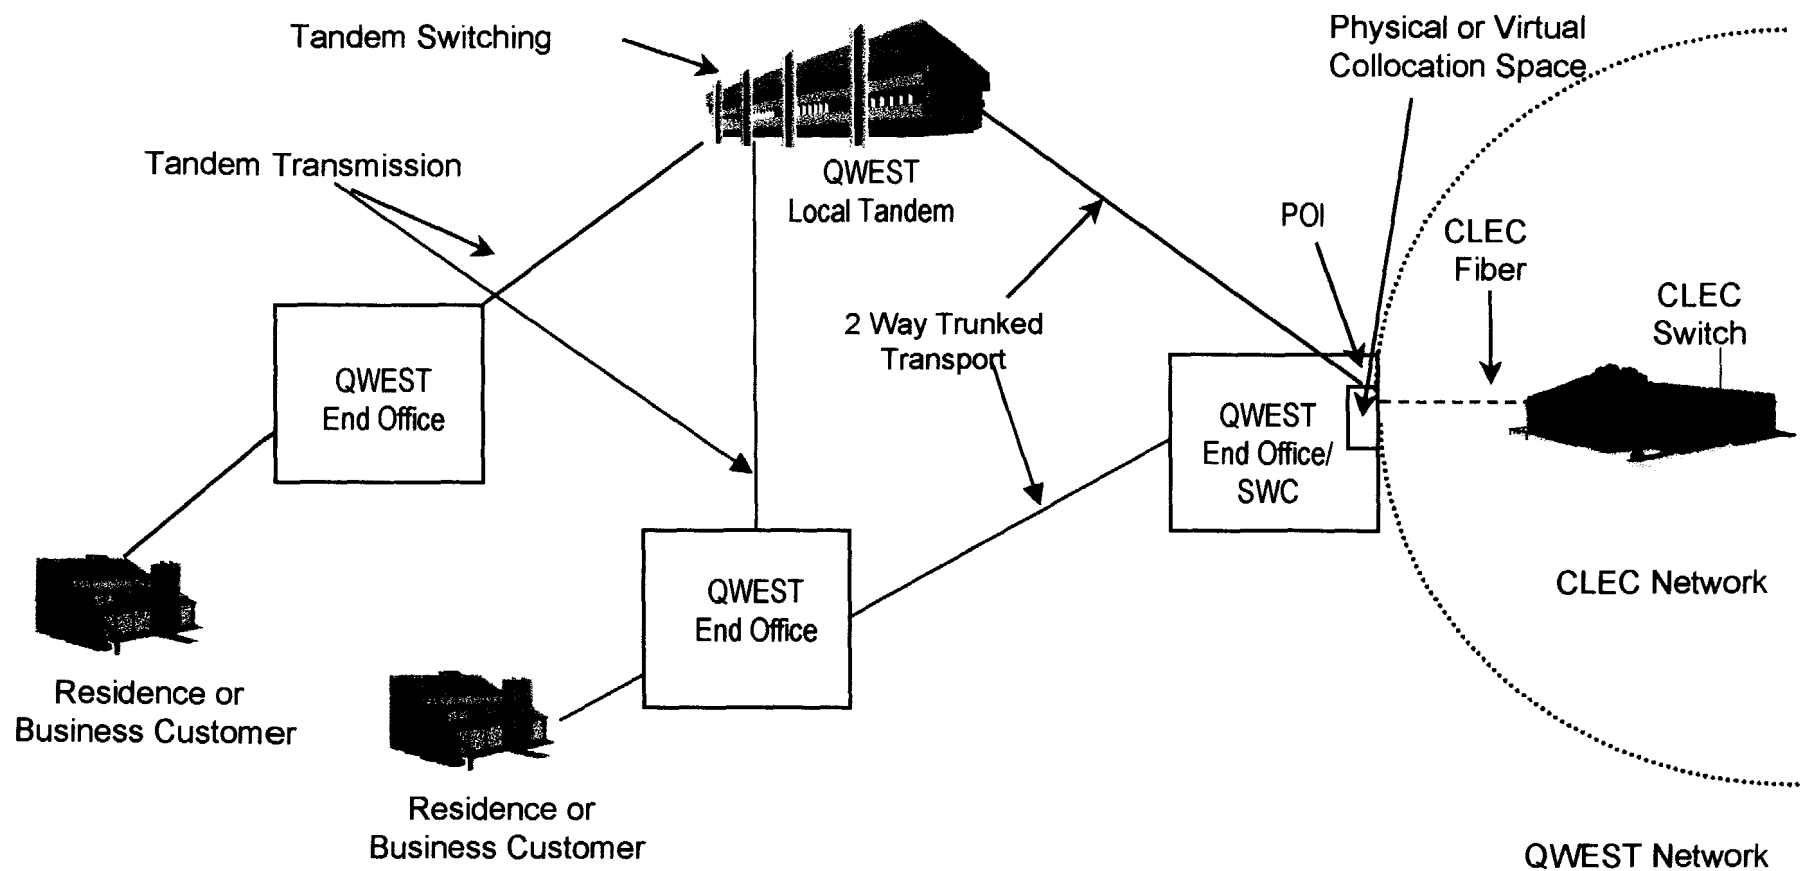 Tandem Switching
Physical or Virtual
Collocation Space
Tandem Transmission
QWEST
Local Tandem
POI
CLEC
Fiber
CLEC
Switch
2 Way Trunked
Transport
QWEST
End Office
QWEST
End Office/
SWC
QWEST
End Office
CLEC Network
Residence or
Business Customer
Residence or
Business Customer
QWEST Network